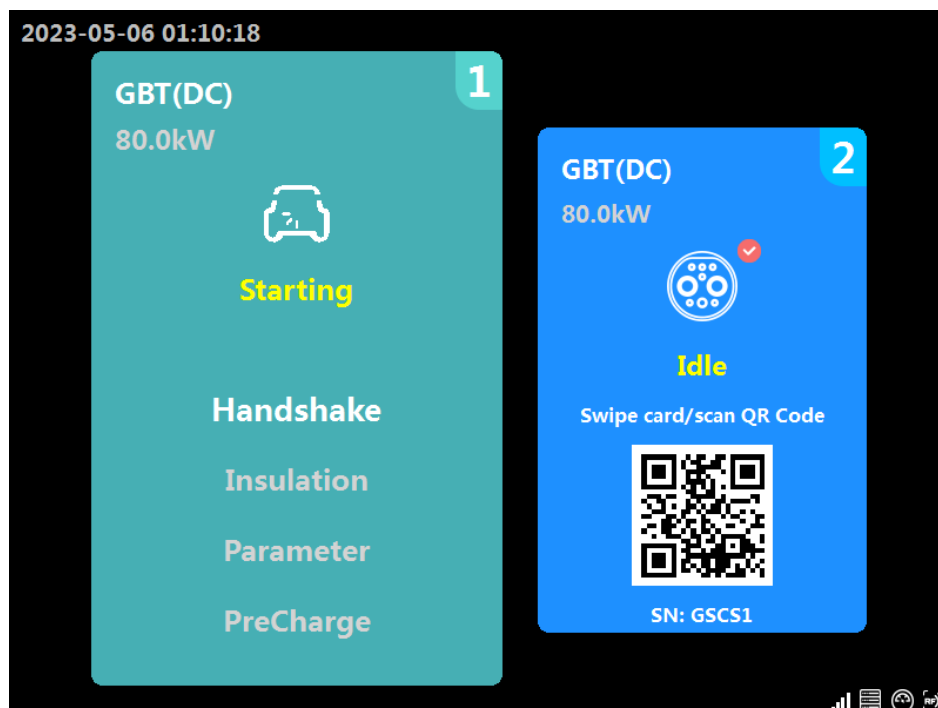 2023-05-06 01:10:18
1
GBT(DC)
80.0kW
Starting
Handshake
Insulation
Parameter
PreCharge
2
GBT(DC)
80.0kW
Idle
Swipe card/scan QR Code
SN: GSCS1
RF